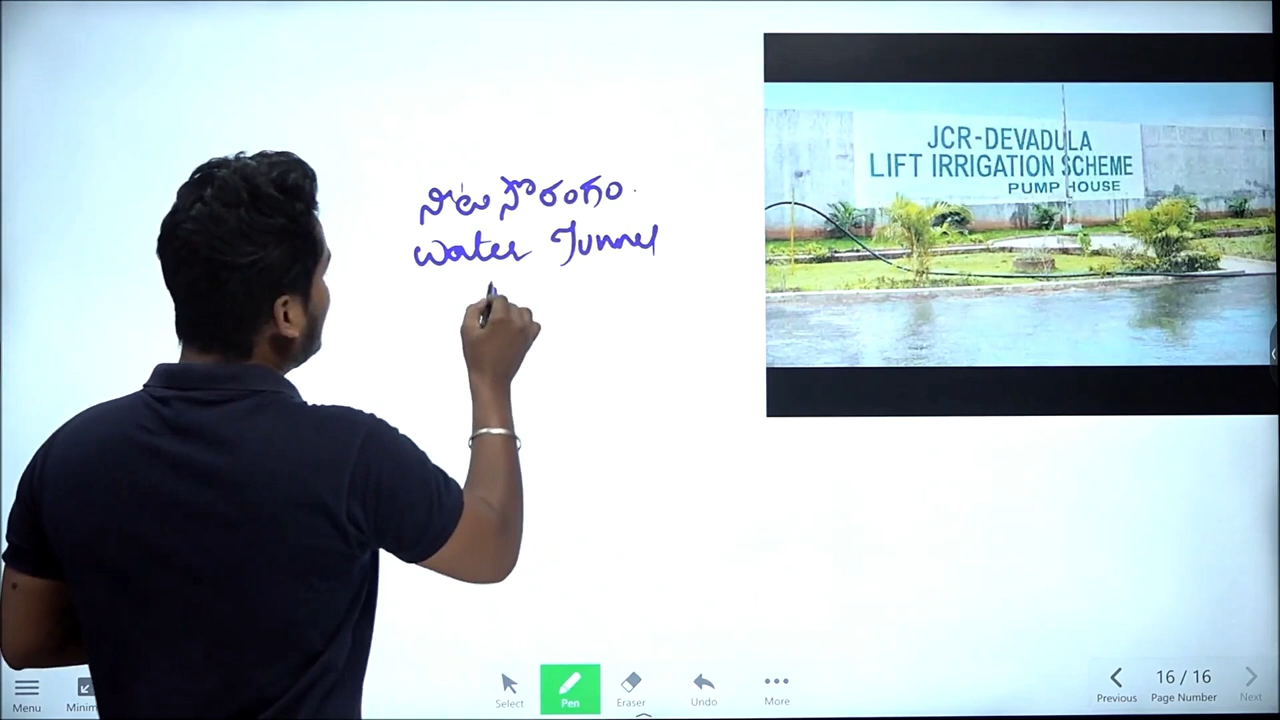 నీటి సొరంగం.
water Tunnel
JCR-DEVADULA
LIFT IRRIGATION SCHEME
PUMP HOUSE
Menu
Minim
Select
Pen
Eraser
Undo
More
Previous
16 / 16
Page Number
Next